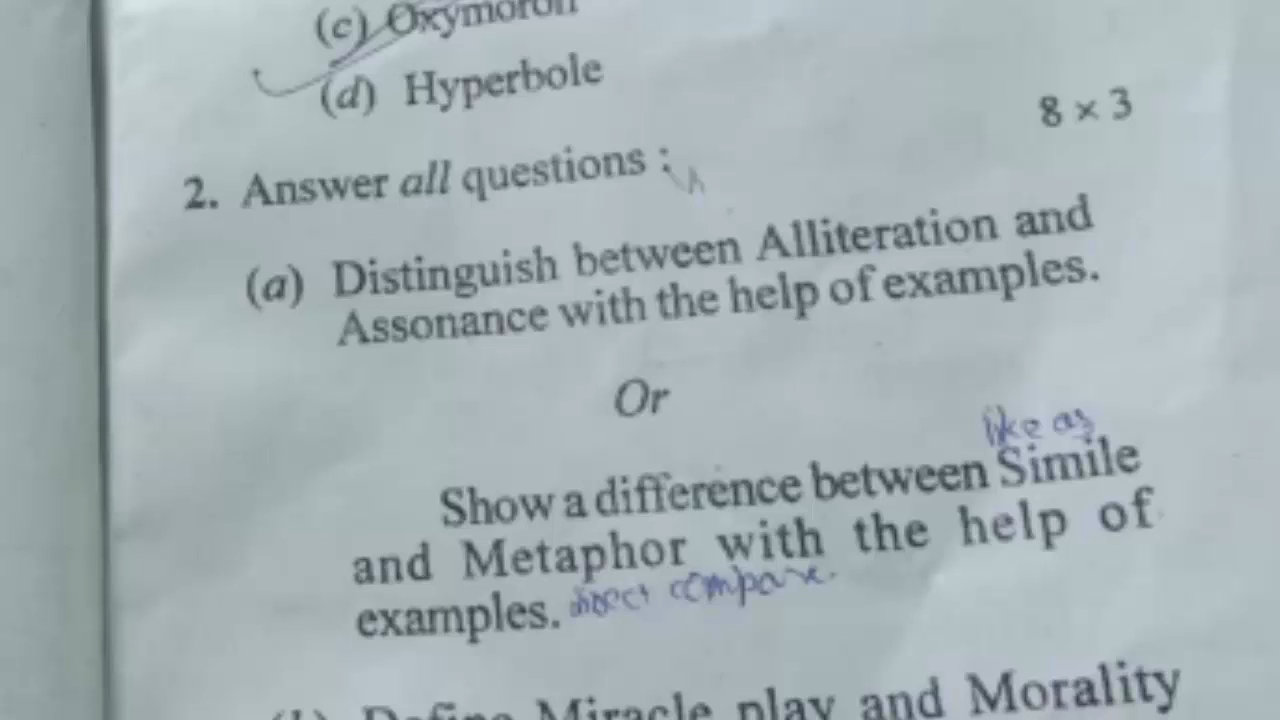 (c) Oxymoron
(d) Hyperbole
8 × 3
2. Answer all questions :
(a) Distinguish between Alliteration and
Assonance with the help of examples.
Or
like as
Show a difference between Simile
and Metaphor with the help of
examples. direct compare.
Define Miracle play and Morality